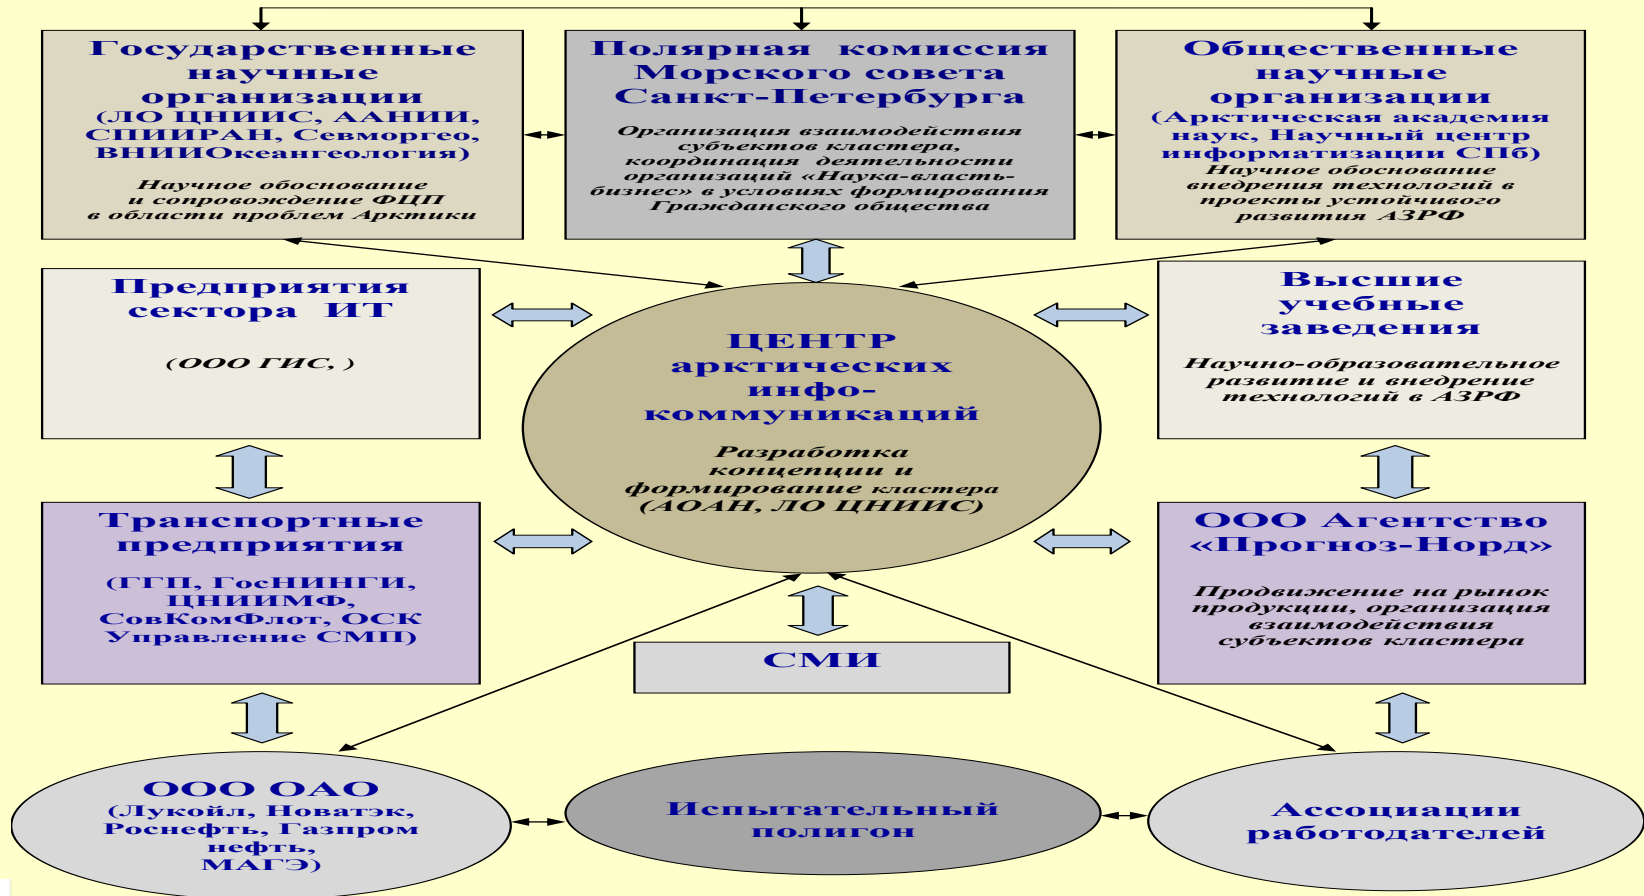 Государственные
научные
организации
(ЛО ЦНИИС, ААНИИ,
СПИИРАН, Севморгео,
ВНИИОкеангеология)
Научное обоснование
и сопровождение ФЦП
в области проблем Арктики
Полярная комиссия
Морского совета
Санкт-Петербурга
Организация взаимодействия
субъектов кластера,
координация деятельности
организаций «Наука-власть-
бизнес» в условиях формирования
Гражданского общества
Общественные
научные
организации
(Арктическая академия
наук, Научный центр
информатизации СПб)
Научное обоснование
внедрения технологий в
проекты устойчивого
развития АЗРФ
Предприятия
сектора ИТ
(ООО ГИС, )
ЦЕНТР
арктических
инфо-
коммуникаций
Разработка
концепции и
формирование кластера
(АОАН, ЛО ЦНИИС)
Высшие
учебные
заведения
Научно-образовательное
развитие и внедрение
технологий в АЗРФ
Транспортные
предприятия
(ГГП, ГосНИНГИ,
ЦНИИМФ,
СовКомФлот, ОСК
Управление СМП)
ООО Агентство
«Прогноз-Норд»
Продвижение на рынок
продукции, организация
взаимодействия
субъектов кластера
СМИ
ООО ОАО
(Лукойл, Новатэк,
Роснефть, Газпром
нефть,
МАГЭ)
Испытательный
полигон
Ассоциации
работодателей